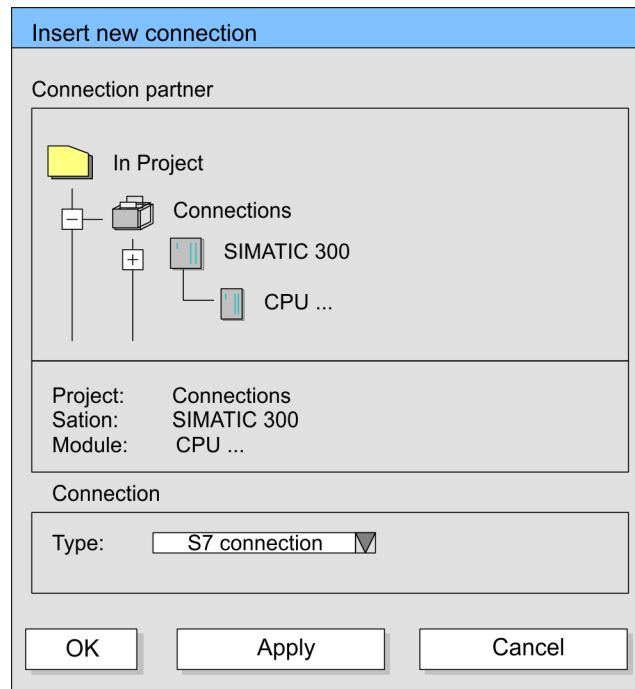 Insert new connection
Connection partner
In Project
Connections
SIMATIC 300
CPU ...
Project: Connections
Sation: SIMATIC 300
Module: CPU ...
Connection
Type: S7 connection
OK Apply Cancel